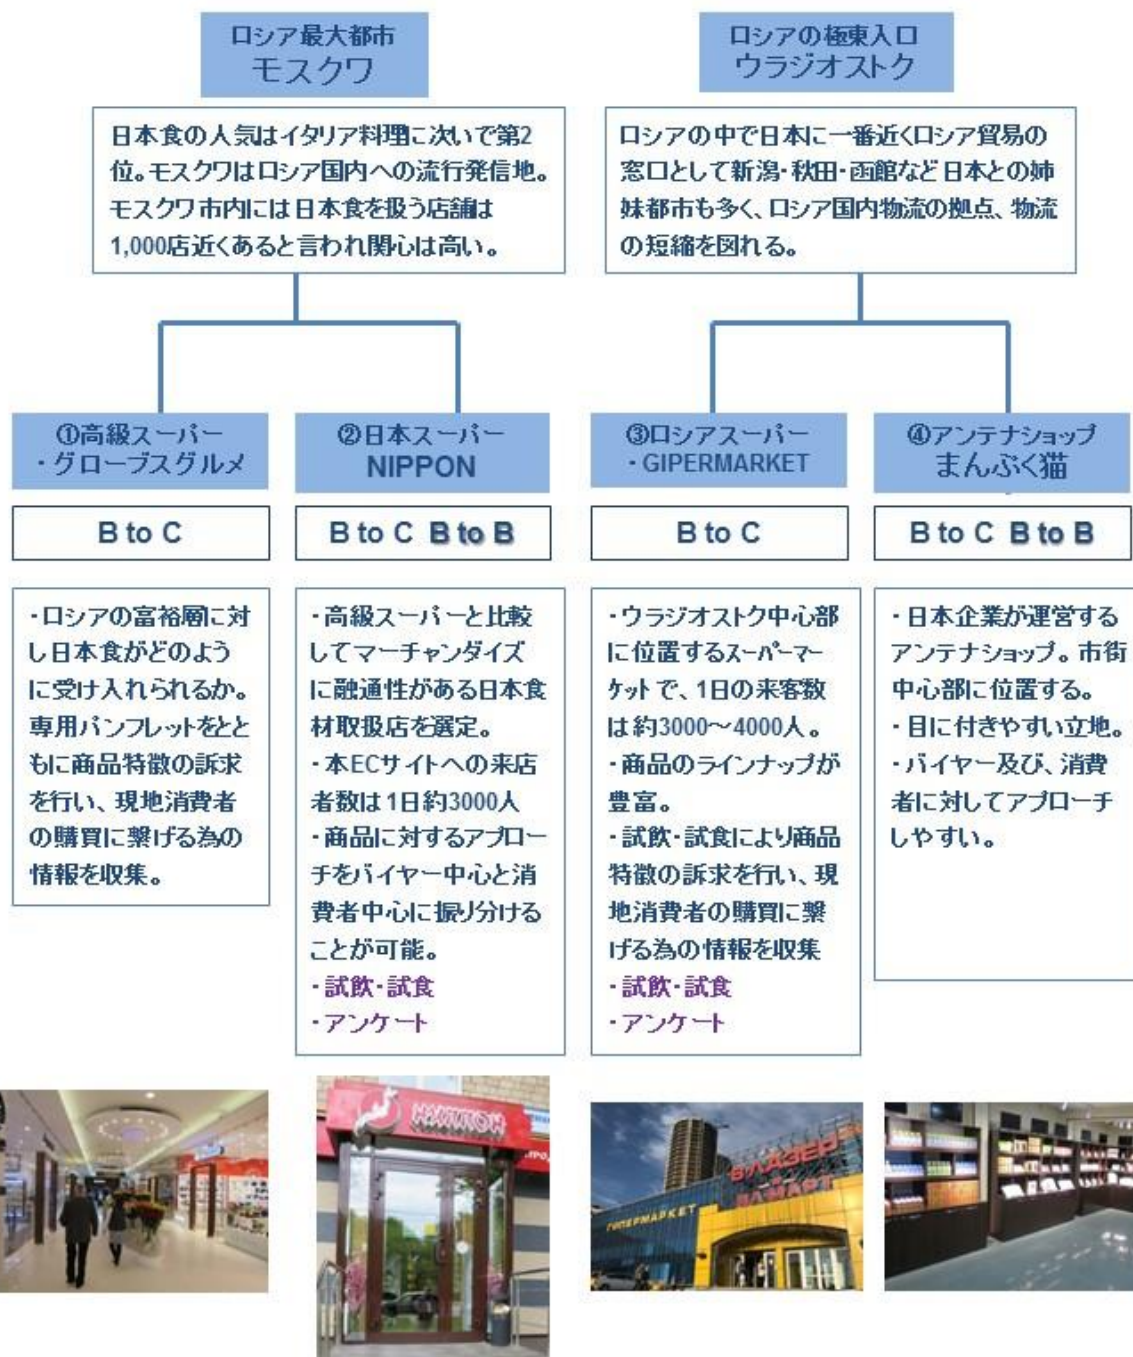 ロシア最大都市
モスクワ
日本食の人気はイタリア料理に次いで第2
位。モスクワはロシア国内への流行発信地。
モスクワ市内には日本食を扱う店舗は
1,000店近くあると言われ関心は高い。
ロシアの極東入口
ウラジオストク
ロシアの中で日本に一番近くロシア貿易の
窓口として新潟・秋田・函館など日本との姉
妹都市も多く、ロシア国内物流の拠点、物流
の短縮を図れる。
①高級スーパー
・グローブスグルメ
B to C
・ロシアの富裕層に対
し日本食がどのよう
に受け入れられるか。
専用パンフレットをとと
もに商品特徴の訴求
を行い、現地消費者
の購買に繋げる為の
情報を収集。
②日本スーパー
NIPPON
B to C B to B
・高級スーパーと比較
してマーチャンダイズ
に融通性がある日本食
材取扱店を選定。
・本ECサイトへの来店
者数は1日約3000人
・商品に対するアプロー
チをバイヤー中心と消
費者中心に振り分ける
ことが可能。
・試飲・試食
・アンケート
③ロシアスーパー
・GIPERMARKET
B to C
・ウラジオストク中心部
に位置するスーパーマー
ケットで、1日の来客数
は約3000～4000人。
・商品のラインナップが
豊富。
・試飲・試食により商品
特徴の訴求を行い、現
地消費者の購買に繋
げる為の情報を収集
・試飲・試食
・アンケート
④アンテナショップ
まんぷく猫
B to C B to B
・日本企業が運営する
アンテナショップ。市街
中心部に位置する。
・目に付きやすい立地。
・バイヤー及び、消費
者に対してアプローチ
しやすい。
НИППОН
ВЛАЗЕР
ВЛ МАРТ
ГИПЕРМАРКЕТ